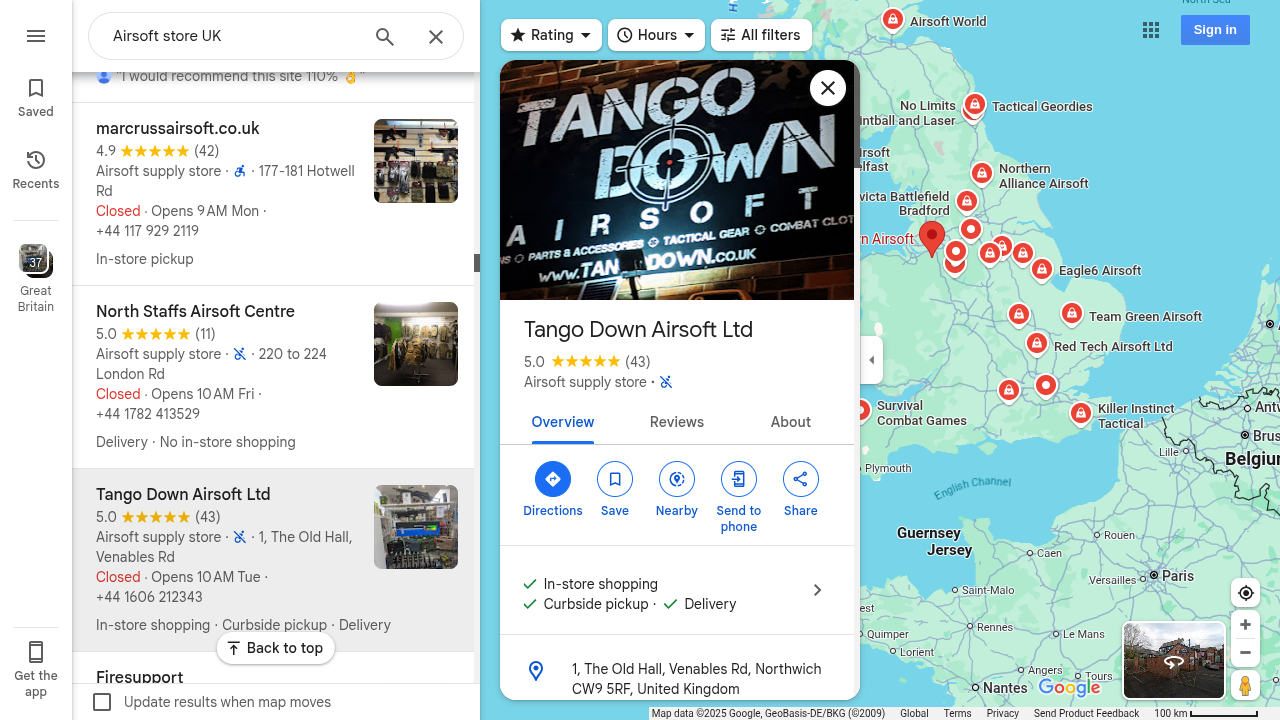 Airsoft store UK
Saved
Recents
37
Great
Britain
Get the
app
"I would recommend this site 110% 👌"
marcrussairsoft.co.uk
4.9 (42)
Airsoft supply store · · 177-181 Hotwell
Rd
Closed · Opens 9 AM Mon ·
+44 117 929 2119
In-store pickup
North Staffs Airsoft Centre
5.0 (11)
Airsoft supply store · · 220 to 224
London Rd
Closed · Opens 10 AM Fri ·
+44 1782 413529
Delivery · No in-store shopping
Tango Down Airsoft Ltd
5.0 (43)
Airsoft supply store · · 1, The Old Hall,
Venables Rd
Closed · Opens 10 AM Tue ·
+44 1606 212343
In-store shopping · Curbside pickup · Delivery
Back to top
Firesupport
Update results when map moves
Rating
Hours
All filters
Sign in
TANGO
DOWN
AIRSOFT
PARTS & ACCESSORIES TACTICAL GEAR COMBAT CLOT
www.TAN DOWN.co.uk
Tango Down Airsoft Ltd
5.0 (43)
Airsoft supply store ·
Overview
Reviews
About
Directions
Save
Nearby
Send to
phone
Share
In-store shopping
Curbside pickup · Delivery
1, The Old Hall, Venables Rd, Northwich
CW9 5RF, United Kingdom
North Sea
Airsoft World
No Limits
intball and Laser
Tactical Geordies
irsoft
elfast
Northern
Alliance Airsoft
victa Battlefield
Bradford
n Airsoft
Eagle6 Airsoft
Team Green Airsoft
Red Tech Airsoft Ltd
Survival
Combat Games
Killer Instinct
Tactical
Antw
Brus
Lille
Belgium
Plymouth
English Channel
Guernsey
Jersey
Rouen
Caen
Versailles
Paris
Saint-Malo
est
Quimper
Rennes
Le Mans
Lorient
Angers
Tours
Nantes
Google
Map data ©2025 Google, GeoBasis-DE/BKG (©2009)
Global
Terms
Privacy
Send Product Feedback
100 km